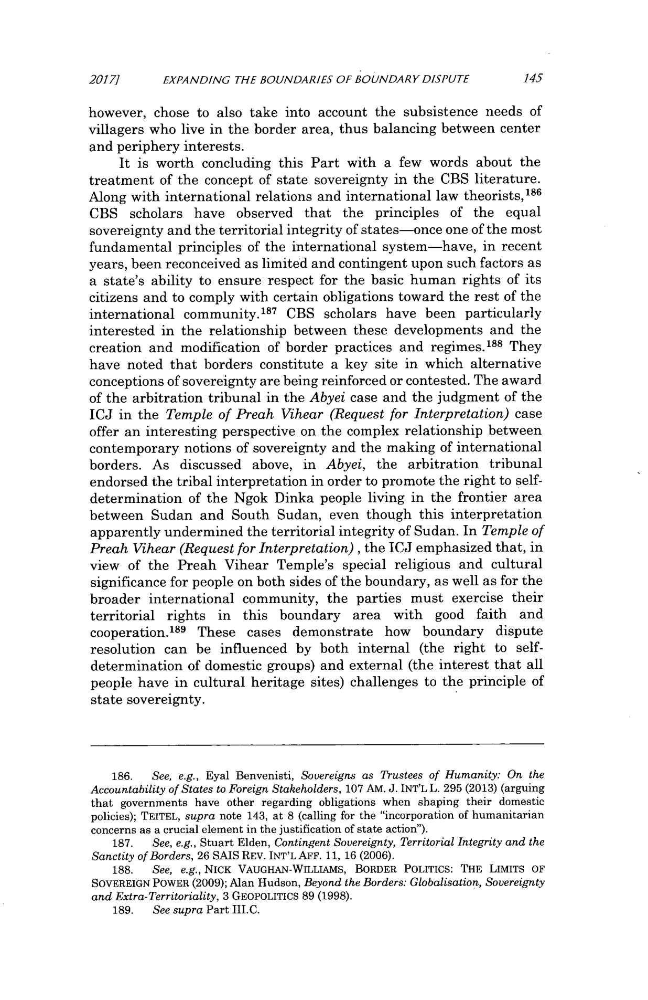 2017] EXPANDING THE BOUNDARIES OF BOUNDARY DISPUTE 145
however, chose to also take into account the subsistence needs of
villagers who live in the border area, thus balancing between center
and periphery interests.
It is worth concluding this Part with a few words about the
treatment of the concept of state sovereignty in the CBS literature.
Along with international relations and international law theorists,186
CBS scholars have observed that the principles of the equal
sovereignty and the territorial integrity of states—once one of the most
fundamental principles of the international system—have, in recent
years, been reconceived as limited and contingent upon such factors as
a state's ability to ensure respect for the basic human rights of its
citizens and to comply with certain obligations toward the rest of the
international community.187 CBS scholars have been particularly
interested in the relationship between these developments and the
creation and modification of border practices and regimes.188 They
have noted that borders constitute a key site in which alternative
conceptions of sovereignty are being reinforced or contested. The award
of the arbitration tribunal in the Abyei case and the judgment of the
ICJ in the Temple of Preah Vihear (Request for Interpretation) case
offer an interesting perspective on the complex relationship between
contemporary notions of sovereignty and the making of international
borders. As discussed above, in Abyei, the arbitration tribunal
endorsed the tribal interpretation in order to promote the right to self-
determination of the Ngok Dinka people living in the frontier area
between Sudan and South Sudan, even though this interpretation
apparently undermined the territorial integrity of Sudan. In Temple of
Preah Vihear (Request for Interpretation) , the ICJ emphasized that, in
view of the Preah Vihear Temple's special religious and cultural
significance for people on both sides of the boundary, as well as for the
broader international community, the parties must exercise their
territorial rights in this boundary area with good faith and
cooperation.189 These cases demonstrate how boundary dispute
resolution can be influenced by both internal (the right to self-
determination of domestic groups) and external (the interest that all
people have in cultural heritage sites) challenges to the principle of
state sovereignty.
186. See, e.g., Eyal Benvenisti, Sovereigns as Trustees of Humanity: On the
Accountability of States to Foreign Stakeholders, 107 AM. J. INT'L L. 295 (2013) (arguing
that governments have other regarding obligations when shaping their domestic
policies); TEITEL, supra note 143, at 8 (calling for the "incorporation of humanitarian
concerns as a crucial element in the justification of state action").
187. See, e.g., Stuart Elden, Contingent Sovereignty, Territorial Integrity and the
Sanctity of Borders, 26 SAIS REV. INT'L AFF. 11, 16 (2006).
188. See, e.g., NICK VAUGHAN-WILLIAMS, BORDER POLITICS: THE LIMITS OF
SOVEREIGN POWER (2009); Alan Hudson, Beyond the Borders: Globalisation, Sovereignty
and Extra-Territoriality, 3 GEOPOLITICS 89 (1998).
189. See supra Part III.C.